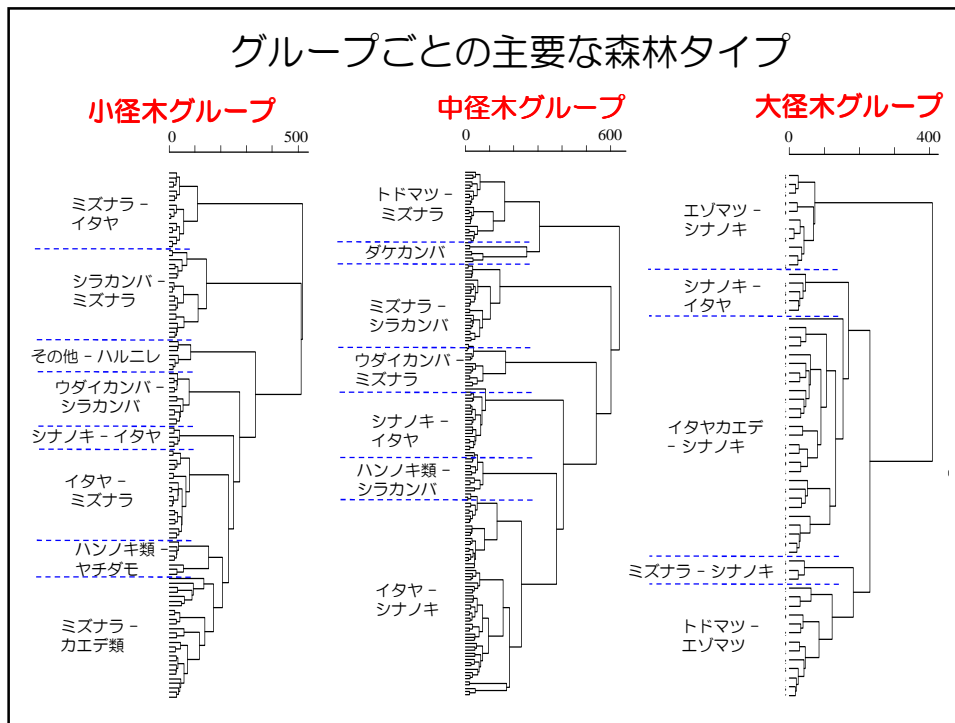 グループごとの主要な森林タイプ
小径木グループ
0 500
ミズナラ－
イタヤ
シラカンバ－
ミズナラ
その他－ハルニレ
ウダイカンバ－
シラカンバ
シナノキ－イタヤ
イタヤ－
ミズナラ
ハンノキ類－
ヤチダモ
ミズナラ－
カエデ類
中径木グループ
0 600
トドマツ－
ミズナラ
ダケカンバ
ミズナラ－
シラカンバ
ウダイカンバ－
ミズナラ
シナノキ－
イタヤ
ハンノキ類－
シラカンバ
イタヤ－
シナノキ
大径木グループ
0 400
エゾマツ－
シナノキ
シナノキ－
イタヤ
イタヤカエデ
－シナノキ
ミズナラ－シナノキ
トドマツ－
エゾマツ